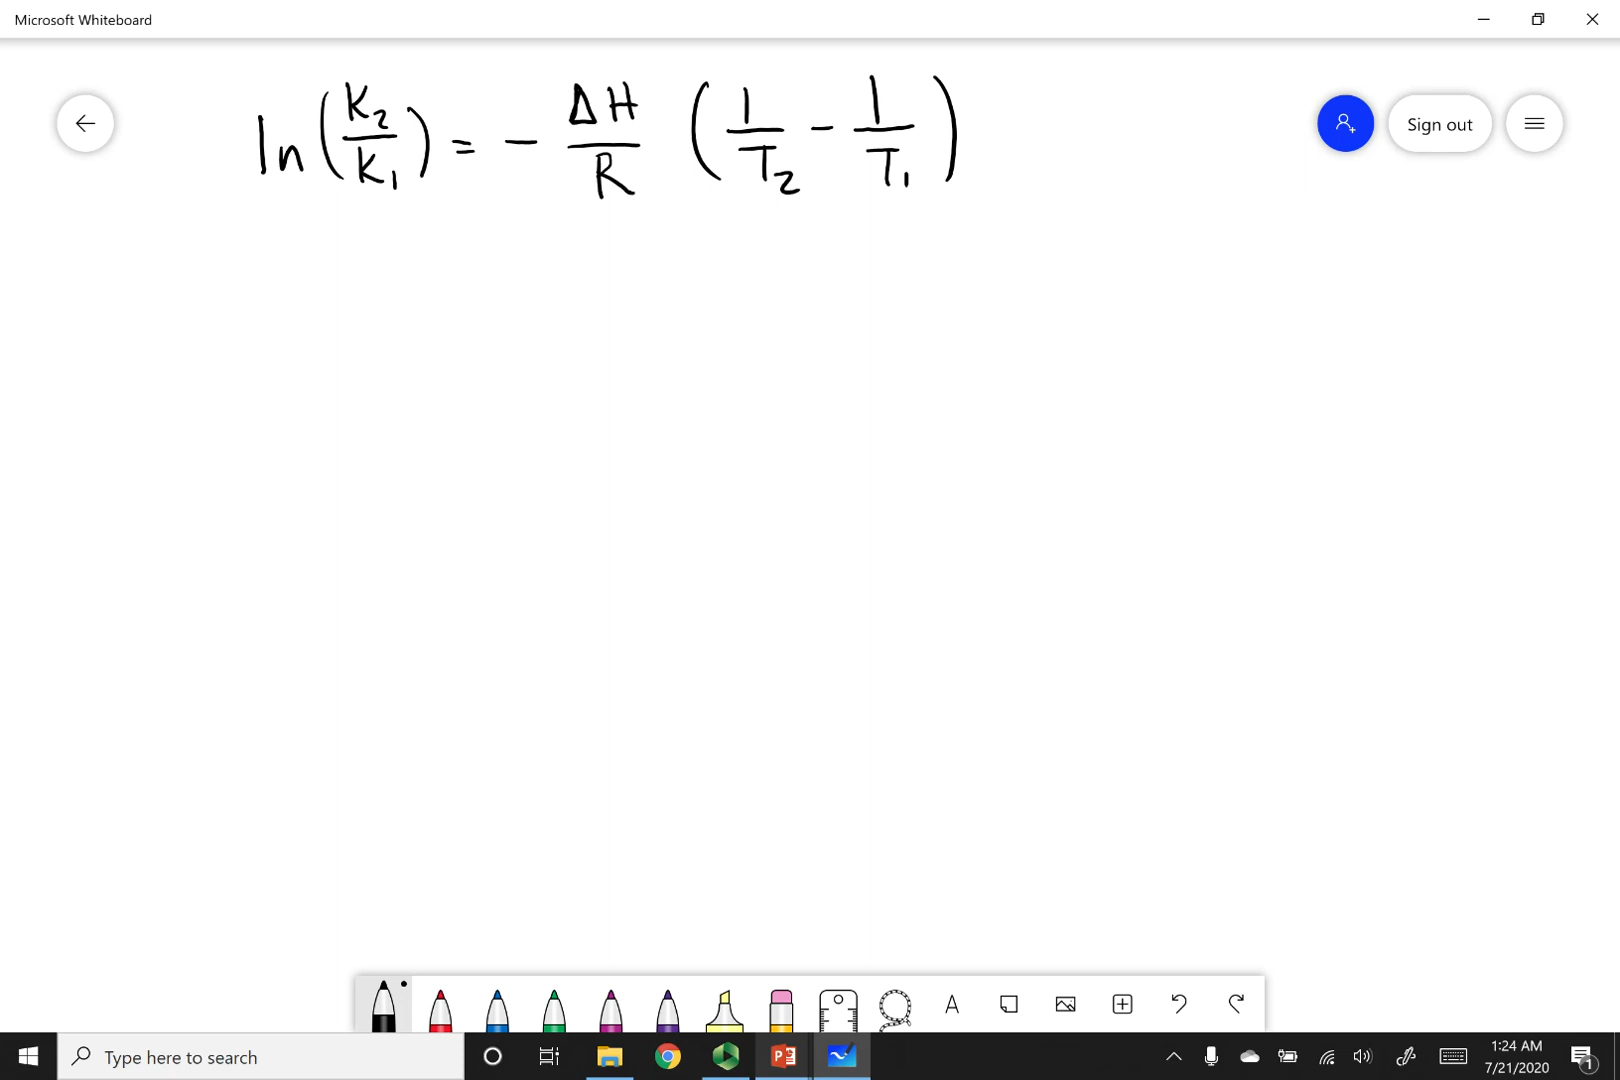 Microsoft Whiteboard
ln(K₂/K₁) = - ΔH/R (1/T₂ - 1/T₁)
Sign out
A
Type here to search
1:24 AM
7/21/2020
1